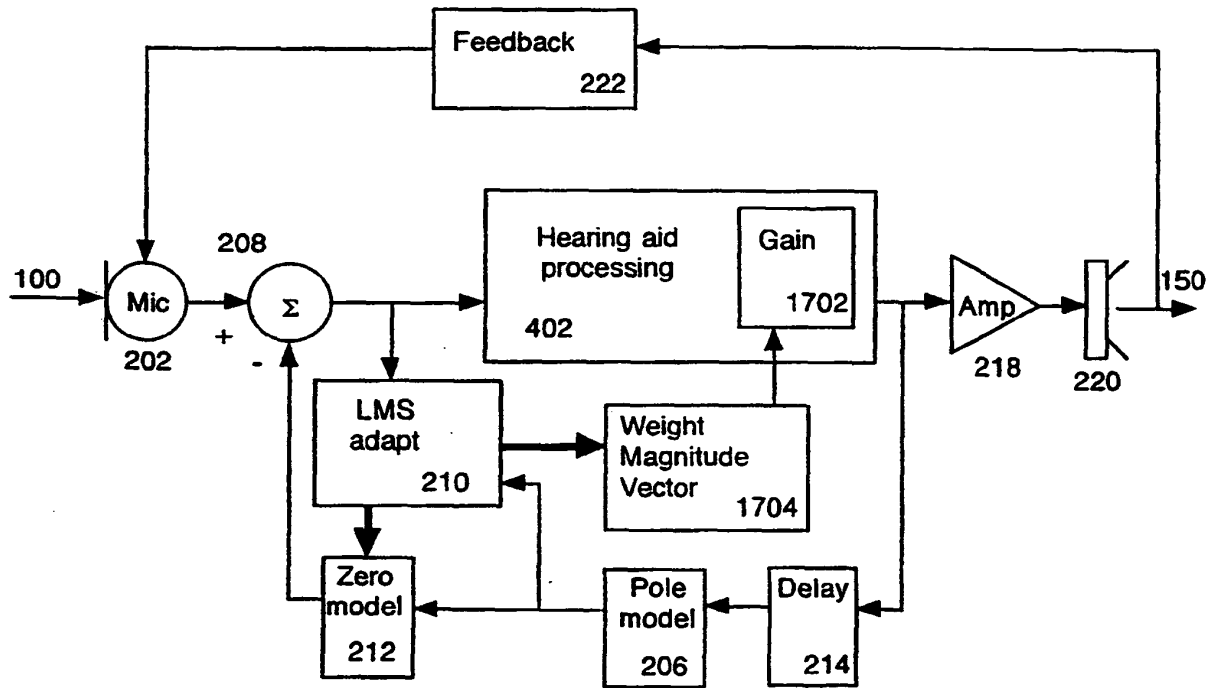 Feedback
222
100
Mic
202
208
Σ
+
-
Hearing aid
processing
402
Gain
1702
Amp
218
220
150
LMS
adapt
210
Weight
Magnitude
Vector
1704
Zero
model
212
Pole
model
206
Delay
214